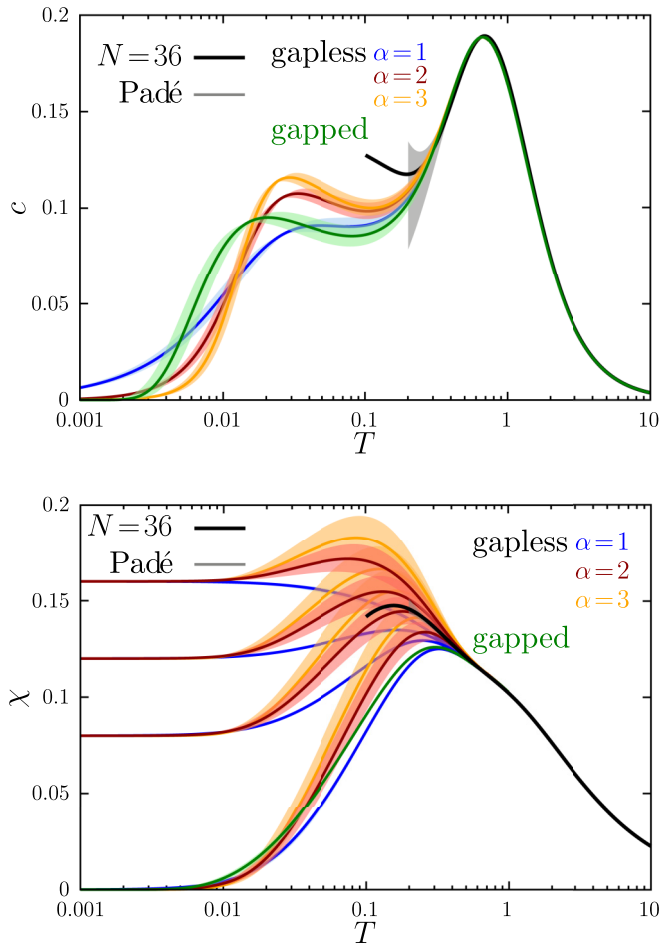 0.2
N = 36
gapless α = 1
Padé
α = 2
α = 3
0.15
gapped
c
0.1
0.05
0
0.001 0.01 0.1 1 10
T
0.2
N = 36
gapless α = 1
Padé
α = 2
α = 3
0.15
gapped
χ
0.1
0.05
0
0.001 0.01 0.1 1 10
T